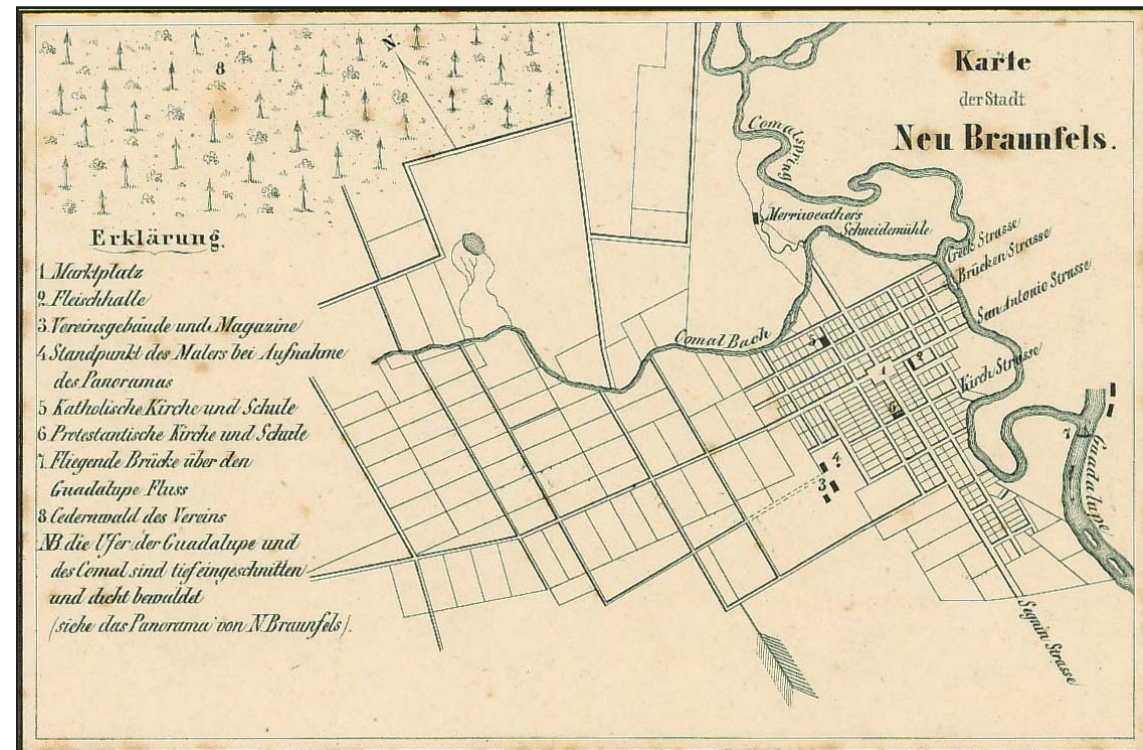 Karte
der Stadt
Neu Braunfels.
N.
8
Erklärung.
1 Marktplatz
2 Fleischhalle
3 Vereinsgebäude und Magazine
4 Standpunkt des Malers bei Aufnahme
des Panoramas
5 Katholische Kirche und Schule
6 Protestantische Kirche und Schule
7 Fliegende Brücke über den
Guadalupe Fluss
8 Cedernwald des Vereins
NB. die Ufer der Guadalupe und
des Comal sind tief eingeschnitten
und dicht bewaldet
(siehe das Panorama von N Braunfels).
Comal spring
Merriweathers
Schneidemühle
Comal Bach
Creek Strasse
Brücken Strasse
San Antonio Strasse
Kirch Strasse
Seguin Strasse
Guadalupe
5
2
1
6
4
3
7